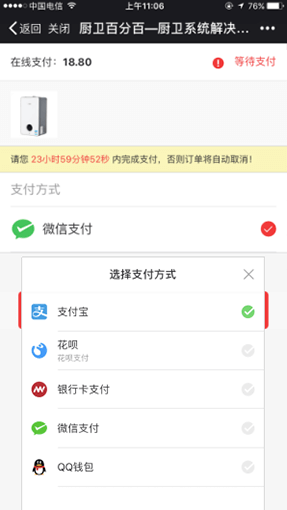 中国电信 上午11:06 76%
返回 关闭 厨卫百分百—厨卫系统解决...
在线支付：18.80 等待支付
请您 23小时59分钟52秒 内完成支付，否则订单将自动取消！
支付方式
微信支付
选择支付方式
支付宝
花呗
花呗支付
银行卡支付
微信支付
QQ钱包